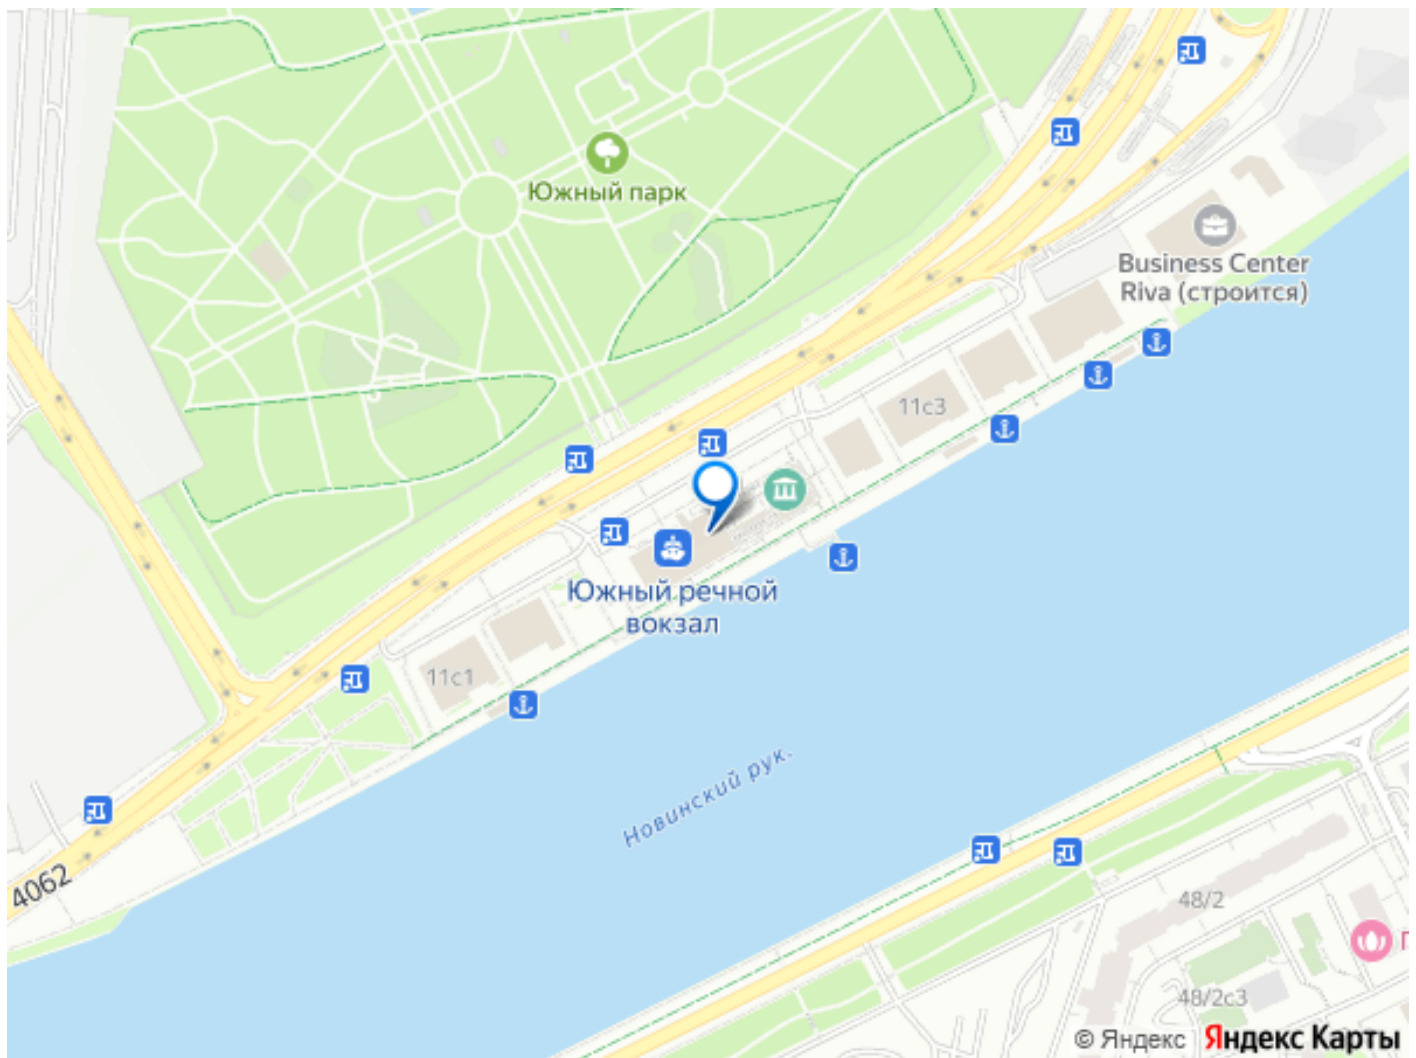 Южный парк
Business Center
Riva (строится)
11с3
Южный речной
вокзал
11с1
Новинский рук.
4062
48/2
48/2с3
© Яндекс Яндекс Карты